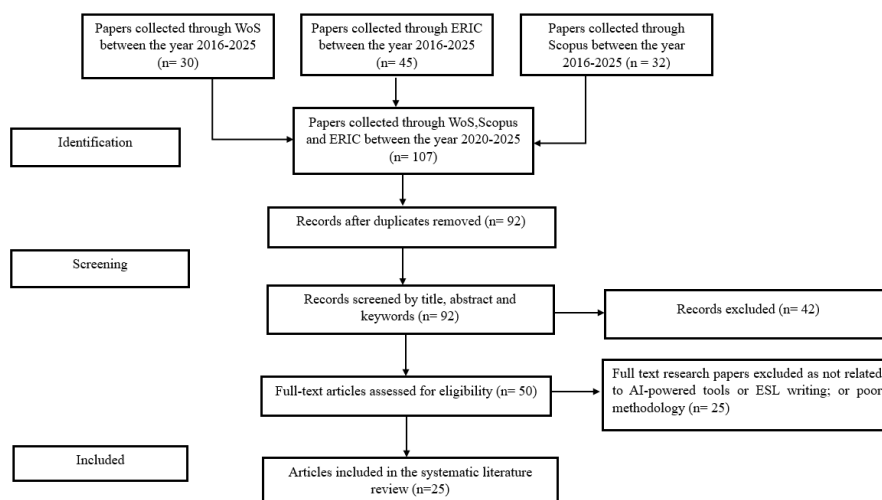 Papers collected through WoS
between the year 2016-2025
(n= 30)
Papers collected through ERIC
between the year 2016-2025
(n= 45)
Papers collected through
Scopus between the year
2016-2025 (n = 32)
Identification
Papers collected through WoS,Scopus
and ERIC between the year 2020-2025
(n= 107)
Records after duplicates removed (n= 92)
Screening
Records screened by title, abstract and
keywords (n= 92)
Records excluded (n= 42)
Full-text articles assessed for eligibility (n= 50)
Full text research papers excluded as not related
to AI-powered tools or ESL writing; or poor
methodology (n= 25)
Included
Articles included in the systematic literature
review (n=25)